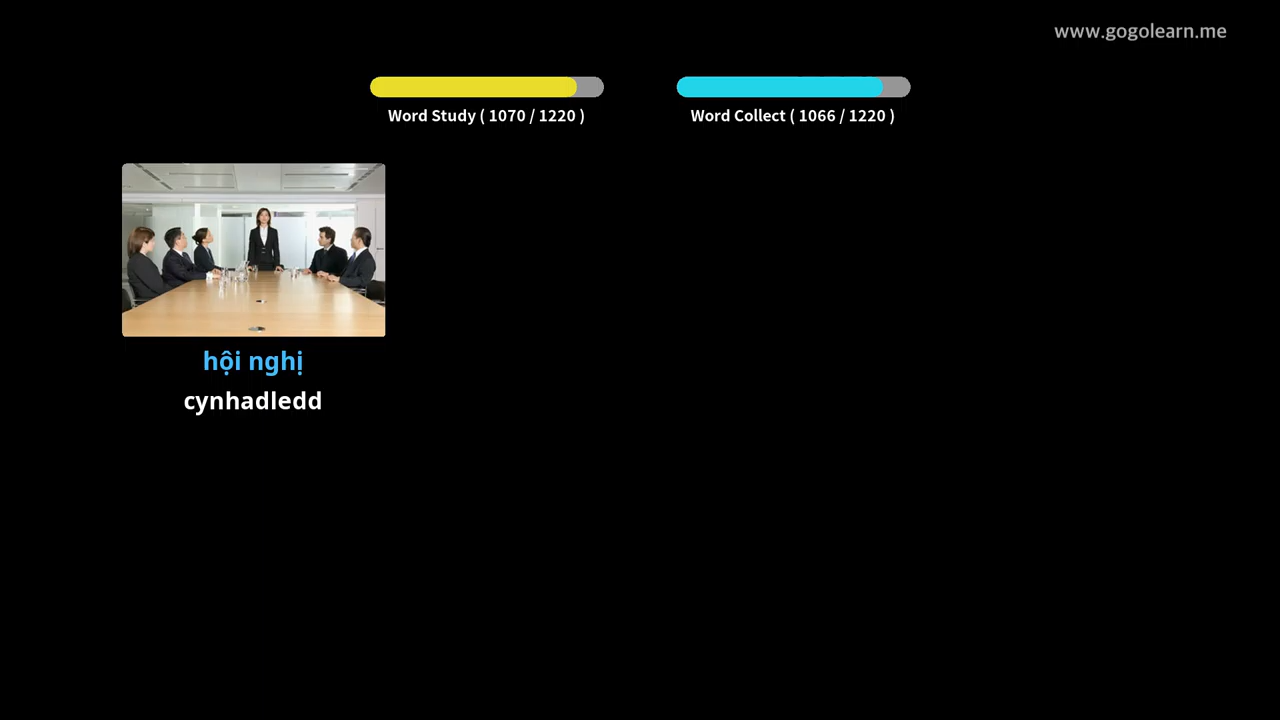 www.gogolearn.me
Word Study ( 1070 / 1220 )
Word Collect ( 1066 / 1220 )
hội nghị
cynhadledd